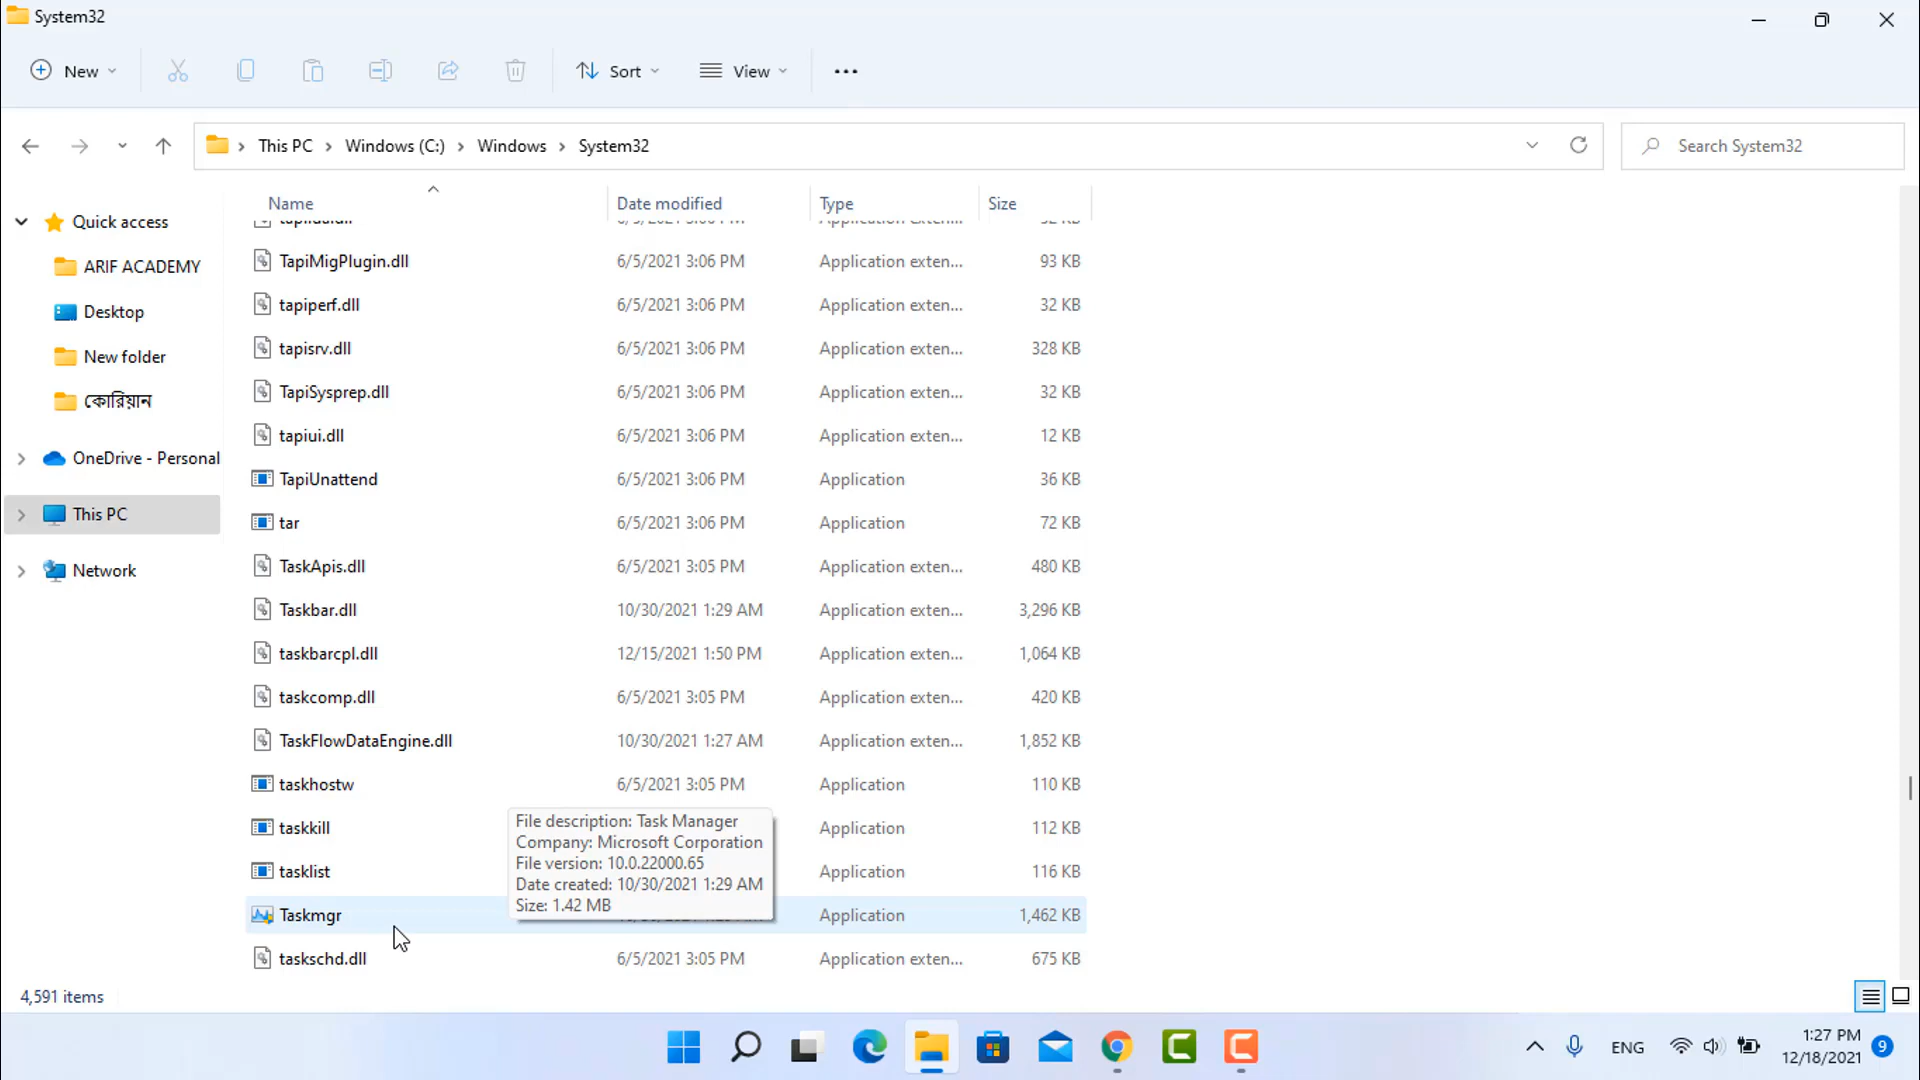 System32
New
Sort
View
This PC > Windows (C:) > Windows > System32
Search System32
Name Date modified Type Size
Quick access
ARIF ACADEMY
Desktop
New folder
কোরিয়ান
OneDrive - Personal
This PC
Network
TapiMigPlugin.dll 6/5/2021 3:06 PM Application exten... 93 KB
tapiperf.dll 6/5/2021 3:06 PM Application exten... 32 KB
tapisrv.dll 6/5/2021 3:06 PM Application exten... 328 KB
TapiSysprep.dll 6/5/2021 3:06 PM Application exten... 32 KB
tapiui.dll 6/5/2021 3:06 PM Application exten... 12 KB
TapiUnattend 6/5/2021 3:06 PM Application 36 KB
tar 6/5/2021 3:06 PM Application 72 KB
TaskApis.dll 6/5/2021 3:05 PM Application exten... 480 KB
Taskbar.dll 10/30/2021 1:29 AM Application exten... 3,296 KB
taskbarcpl.dll 12/15/2021 1:50 PM Application exten... 1,064 KB
taskcomp.dll 6/5/2021 3:05 PM Application exten... 420 KB
TaskFlowDataEngine.dll 10/30/2021 1:27 AM Application exten... 1,852 KB
taskhostw 6/5/2021 3:05 PM Application 110 KB
taskkill Application 112 KB
tasklist Application 116 KB
Taskmgr Application 1,462 KB
taskschd.dll 6/5/2021 3:05 PM Application exten... 675 KB
File description: Task Manager
Company: Microsoft Corporation
File version: 10.0.22000.65
Date created: 10/30/2021 1:29 AM
Size: 1.42 MB
4,591 items
ENG
1:27 PM
12/18/2021
9